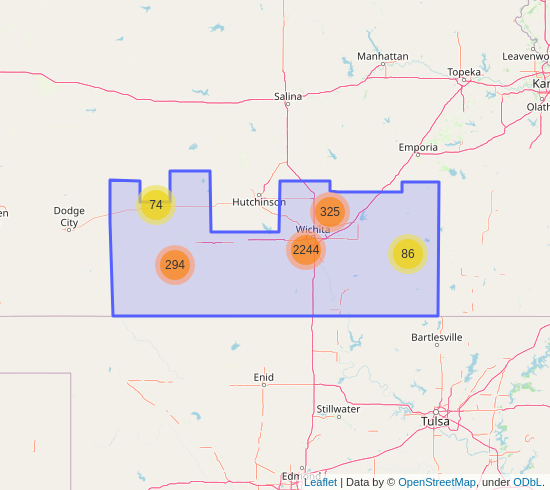 Manhattan
Leavenwo
Topeka
Kan
Salina
Olath
Emporia
Hutchinson
74
Dodge
City
en
325
Wichita
2244
86
294
Bartlesville
Enid
Stillwater
Tulsa
Edm
Leaflet | Data by © OpenStreetMap, under ODbL.